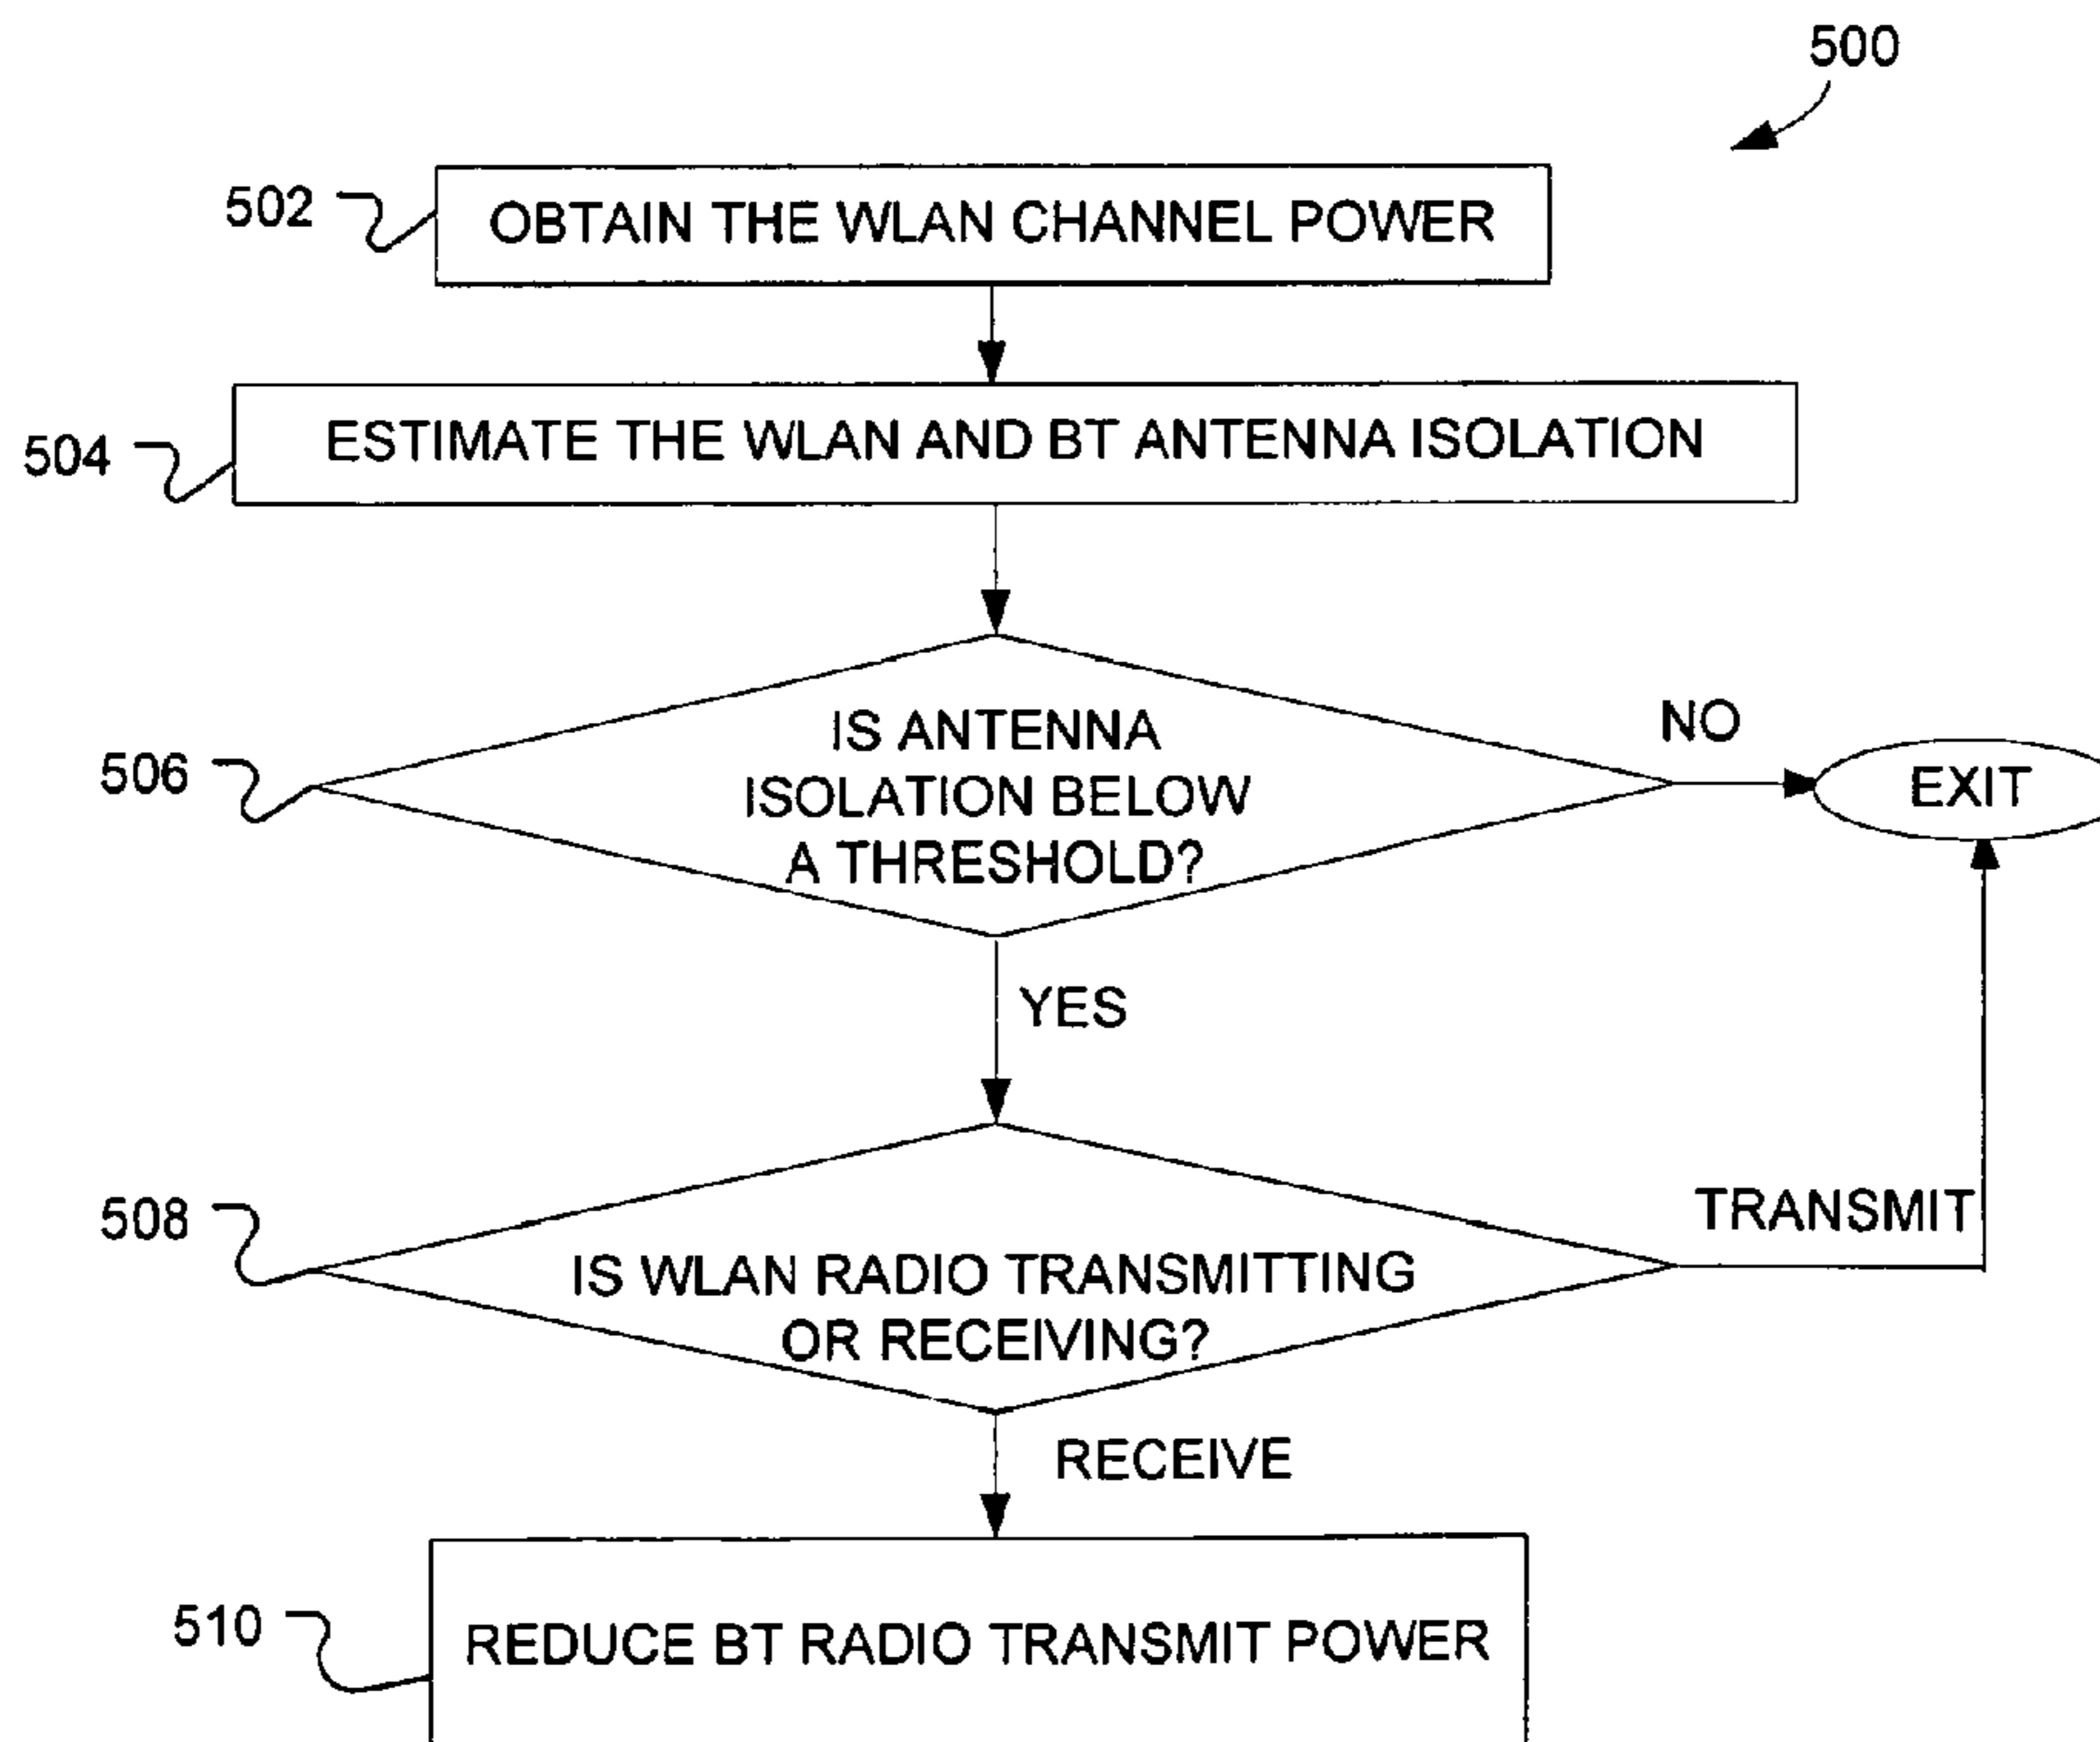 500
502
OBTAIN THE WLAN CHANNEL POWER
504
ESTIMATE THE WLAN AND BT ANTENNA ISOLATION
506
IS ANTENNA
ISOLATION BELOW
A THRESHOLD?
NO
EXIT
YES
508
IS WLAN RADIO TRANSMITTING
OR RECEIVING?
TRANSMIT
RECEIVE
510
REDUCE BT RADIO TRANSMIT POWER